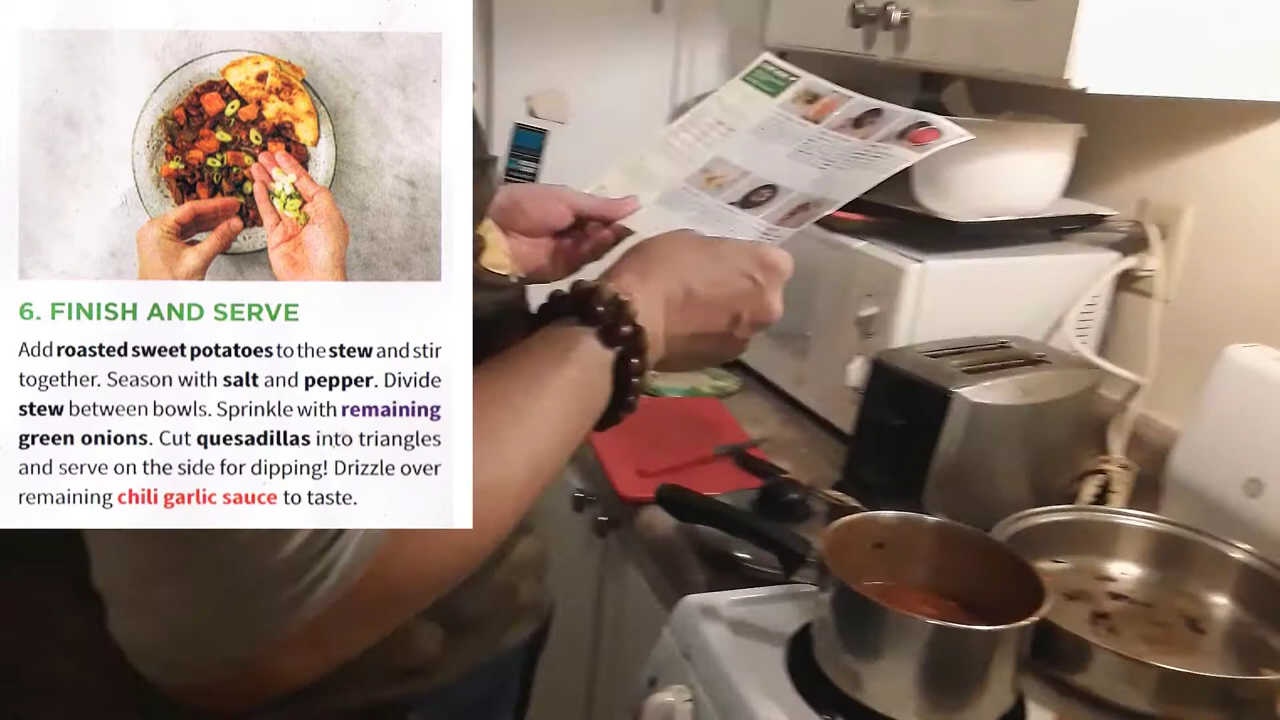 6. FINISH AND SERVE
Add roasted sweet potatoes to the stew and stir
together. Season with salt and pepper. Divide
stew between bowls. Sprinkle with remaining
green onions. Cut quesadillas into triangles
and serve on the side for dipping! Drizzle over
remaining chili garlic sauce to taste.